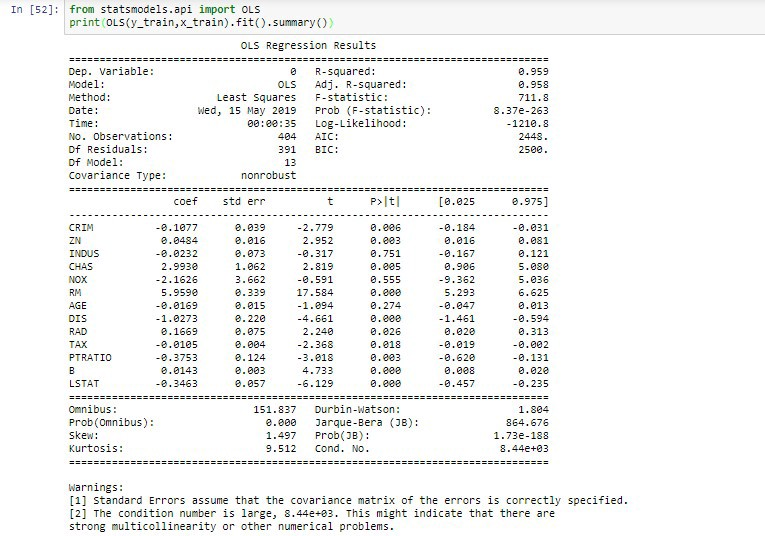 In [52]: from statsmodels.api import OLS
print(OLS(y_train,x_train).fit().summary())
OLS Regression Results
==============================================================================
Dep. Variable:                      0   R-squared:                       0.959
Model:                            OLS   Adj. R-squared:                  0.958
Method:                 Least Squares   F-statistic:                     711.8
Date:                Wed, 15 May 2019   Prob (F-statistic):          8.37e-263
Time:                        00:00:35   Log-Likelihood:                -1210.8
No. Observations:                 404   AIC:                             2448.
Df Residuals:                     391   BIC:                             2500.
Df Model:                          13
Covariance Type:            nonrobust
==============================================================================
coef    std err          t      P>|t|      [0.025      0.975]
------------------------------------------------------------------------------
CRIM          -0.1077      0.039     -2.779      0.006      -0.184      -0.031
ZN             0.0484      0.016      2.952      0.003       0.016       0.081
INDUS         -0.0232      0.073     -0.317      0.751      -0.167       0.121
CHAS           2.9930      1.062      2.819      0.005       0.906       5.080
NOX           -2.1626      3.662     -0.591      0.555      -9.362       5.036
RM             5.9590      0.339     17.584      0.000       5.293       6.625
AGE           -0.0169      0.015     -1.094      0.274      -0.047       0.013
DIS           -1.0273      0.220     -4.661      0.000      -1.461      -0.594
RAD            0.1669      0.075      2.240      0.026       0.020       0.313
TAX           -0.0105      0.004     -2.368      0.018      -0.019      -0.002
PTRATIO       -0.3753      0.124     -3.018      0.003      -0.620      -0.131
B              0.0143      0.003      4.733      0.000       0.008       0.020
LSTAT         -0.3463      0.057     -6.129      0.000      -0.457      -0.235
==============================================================================
Omnibus:                      151.837   Durbin-Watson:                   1.804
Prob(Omnibus):                  0.000   Jarque-Bera (JB):              864.676
Skew:                           1.497   Prob(JB):                    1.73e-188
Kurtosis:                       9.512   Cond. No.                     8.44e+03
==============================================================================
Warnings:
[1] Standard Errors assume that the covariance matrix of the errors is correctly specified.
[2] The condition number is large, 8.44e+03. This might indicate that there are
strong multicollinearity or other numerical problems.